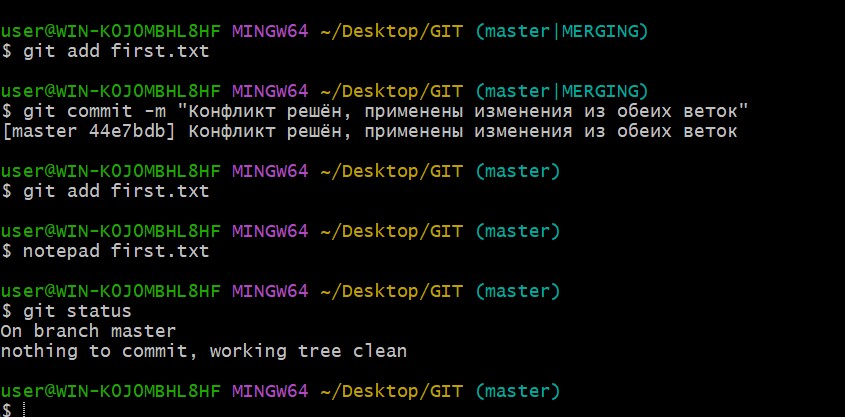 user@WIN-KOJOMBHL8HF MINGW64 ~/Desktop/GIT (master|MERGING)
$ git add first.txt
user@WIN-KOJOMBHL8HF MINGW64 ~/Desktop/GIT (master|MERGING)
$ git commit -m "Конфликт решён, применены изменения из обеих веток"
[master 44e7bdb] Конфликт решён, применены изменения из обеих веток
user@WIN-KOJOMBHL8HF MINGW64 ~/Desktop/GIT (master)
$ git add first.txt
user@WIN-KOJOMBHL8HF MINGW64 ~/Desktop/GIT (master)
$ notepad first.txt
user@WIN-KOJOMBHL8HF MINGW64 ~/Desktop/GIT (master)
$ git status
On branch master
nothing to commit, working tree clean
user@WIN-KOJOMBHL8HF MINGW64 ~/Desktop/GIT (master)
$